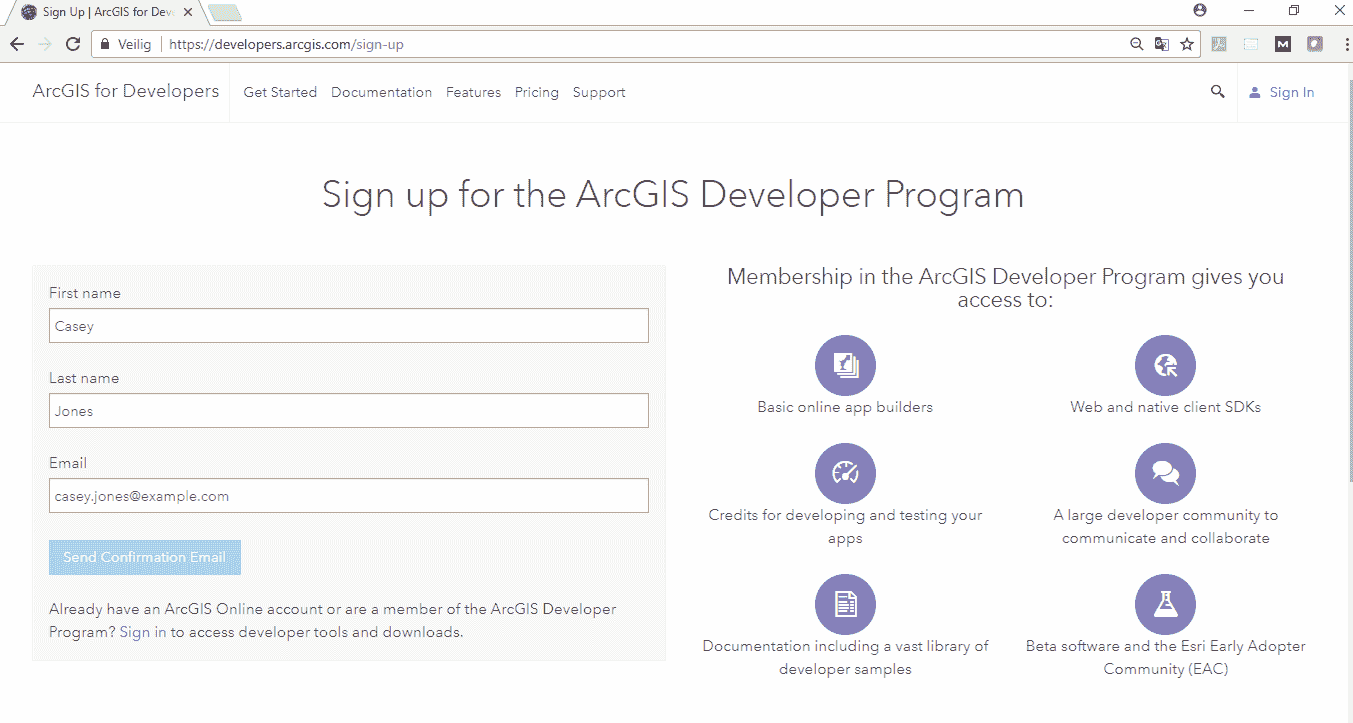 Sign Up | ArcGIS for Dev
Veilig https://developers.arcgis.com/sign-up
M
ArcGIS for Developers Get Started Documentation Features Pricing Support Sign In
Sign up for the ArcGIS Developer Program
First name
Casey
Last name
Jones
Email
casey.jones@example.com
Send Confirmation Email
Already have an ArcGIS Online account or are a member of the ArcGIS Developer
Program? Sign in to access developer tools and downloads.
Membership in the ArcGIS Developer Program gives you
access to:
Basic online app builders
Web and native client SDKs
Credits for developing and testing your
apps
A large developer community to
communicate and collaborate
Documentation including a vast library of
developer samples
Beta software and the Esri Early Adopter
Community (EAC)